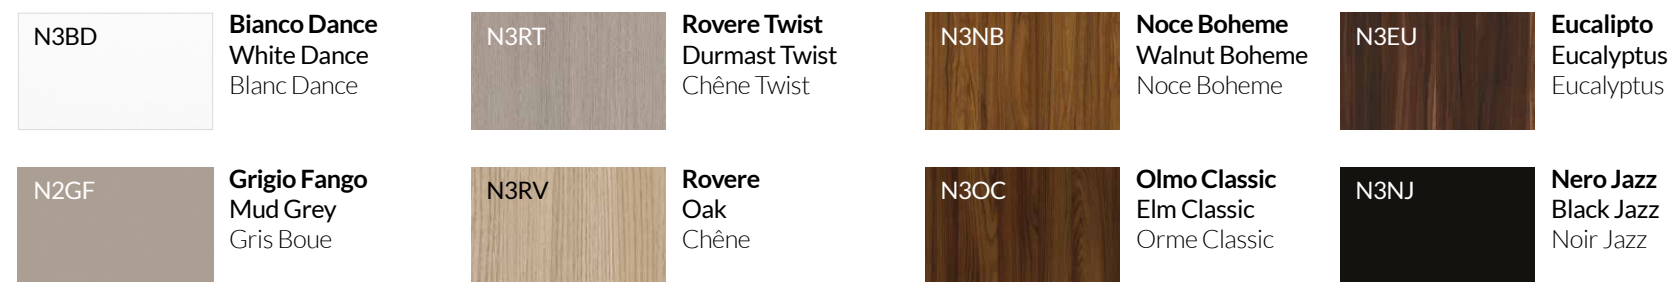 N3BD
Bianco Dance
White Dance
Blanc Dance
N3RT
Rovere Twist
Durmast Twist
Chêne Twist
N3NB
Noce Boheme
Walnut Boheme
Noce Boheme
N3EU
Eucalipto
Eucalyptus
Eucalyptus
N2GF
Grigio Fango
Mud Grey
Gris Boue
N3RV
Rovere
Oak
Chêne
N3OC
Olmo Classic
Elm Classic
Orme Classic
N3NJ
Nero Jazz
Black Jazz
Noir Jazz